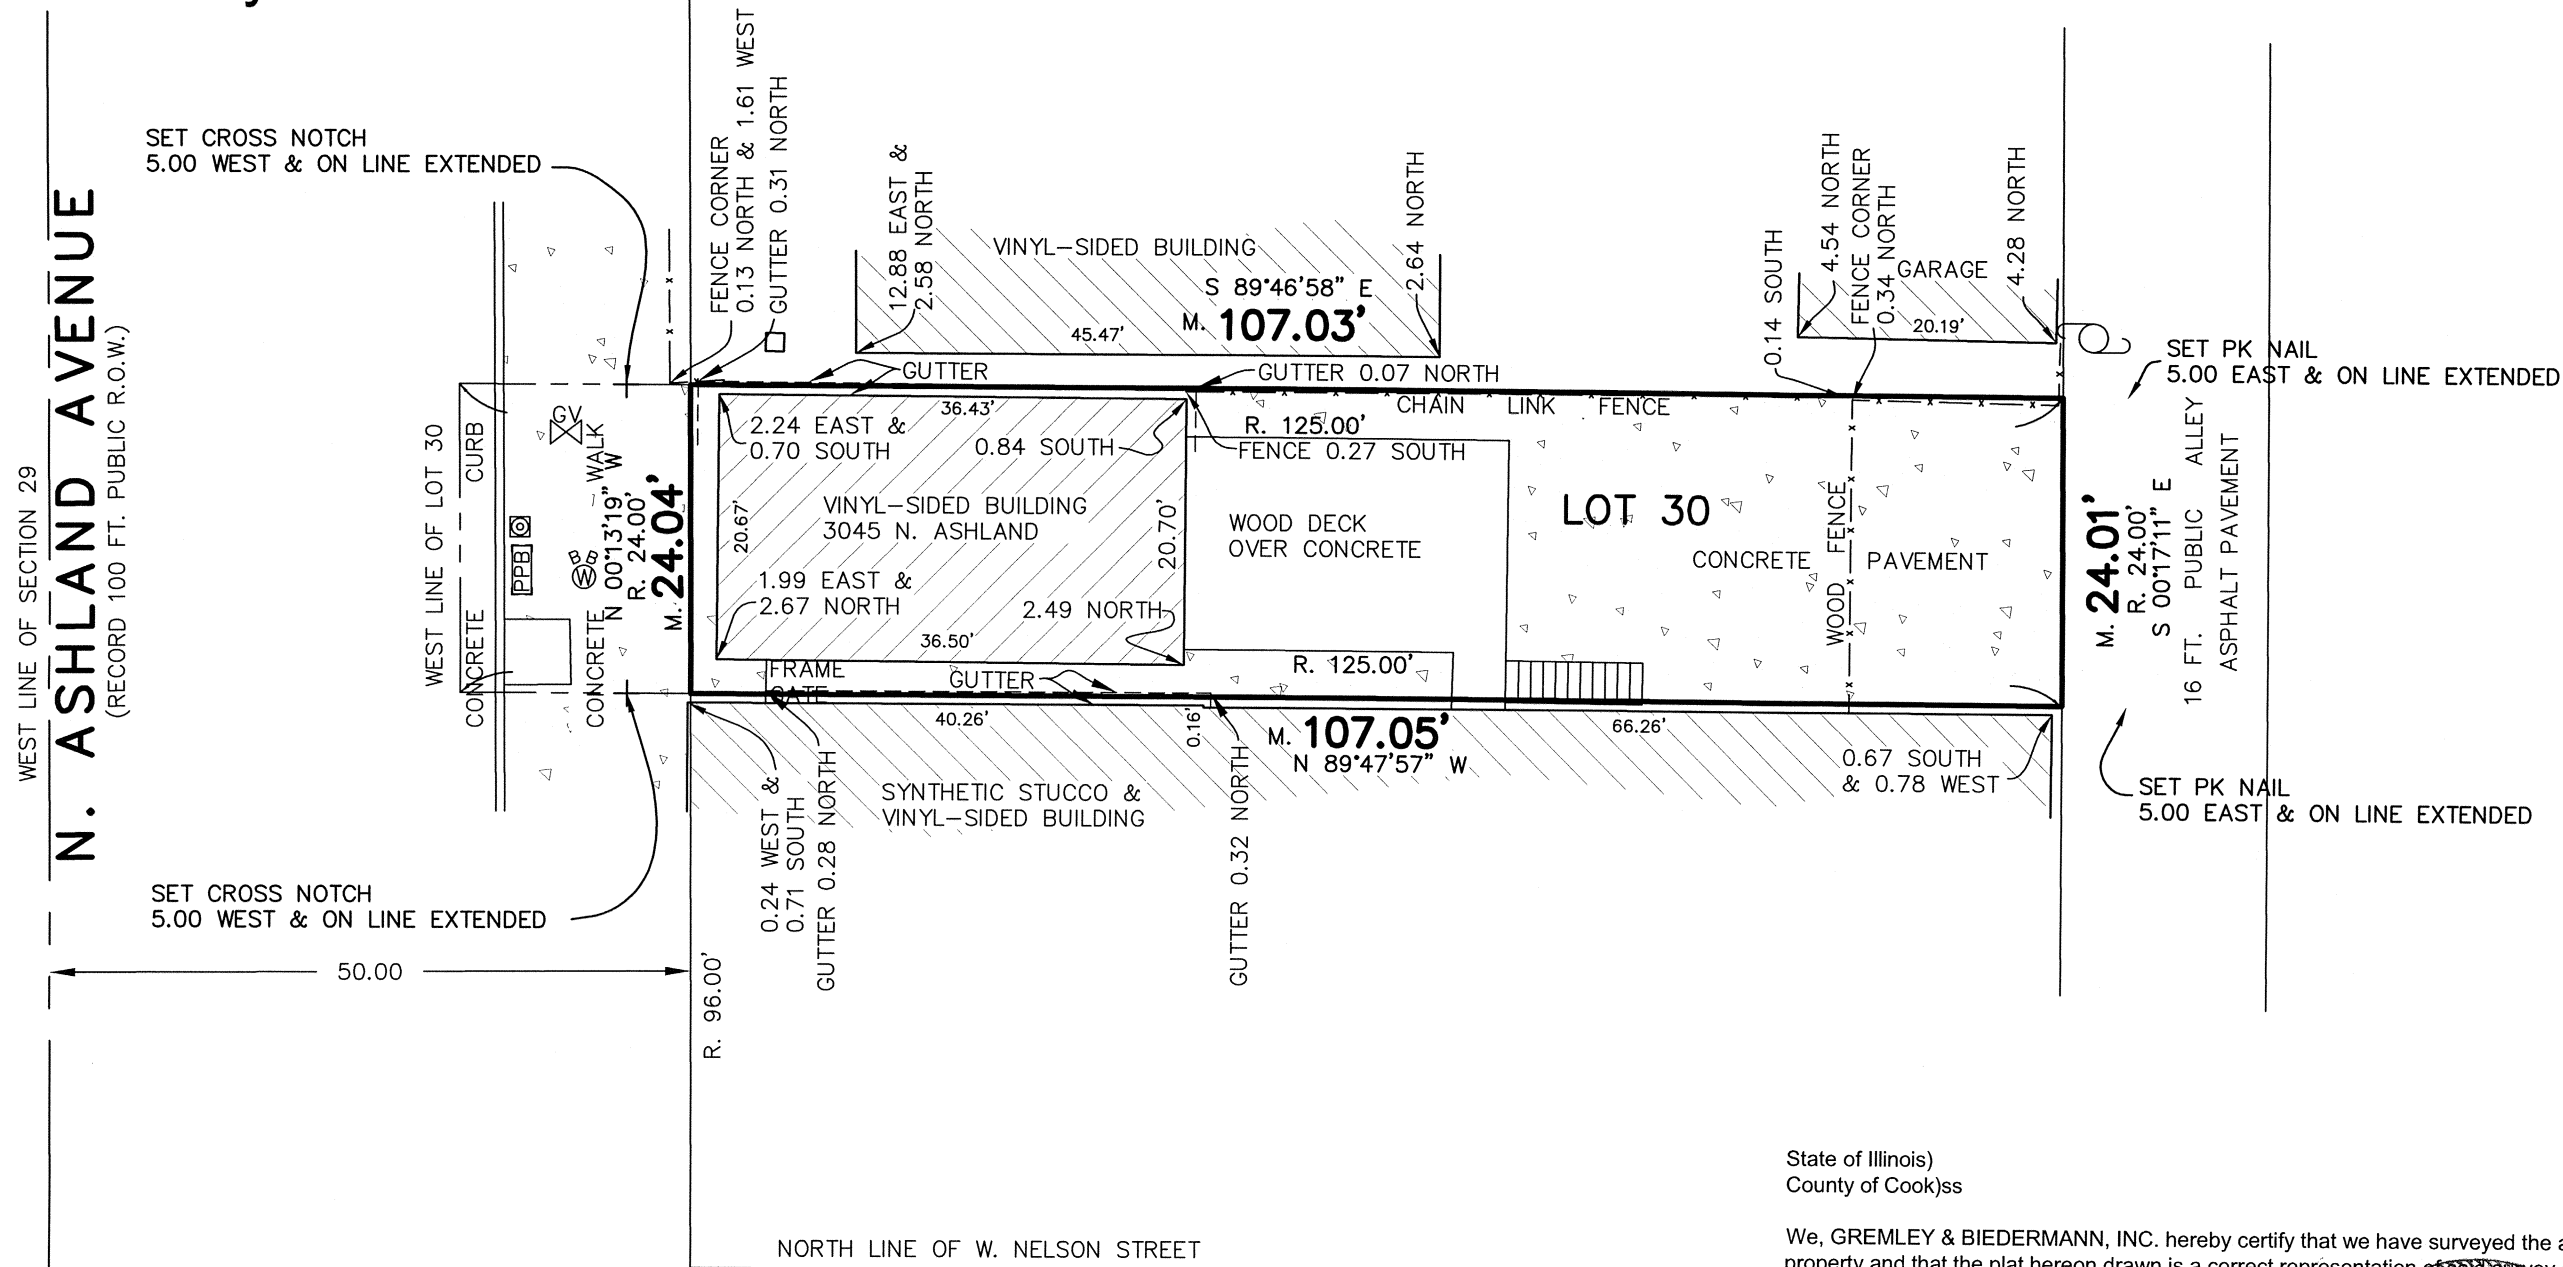 WEST LINE OF SECTION 29
N. ASHLAND AVENUE
(RECORD 100 FT. PUBLIC R.O.W.)
SET CROSS NOTCH
5.00 WEST & ON LINE EXTENDED
WEST LINE OF LOT 30
CONCRETE CURB
GV
PPB
B B
W
CONCRETE WALK
N 00°13'19" W
R. 24.00'
M. 24.04'
FENCE CORNER
0.13 NORTH & 1.61 WEST
GUTTER 0.31 NORTH
12.88 EAST &
2.58 NORTH
VINYL-SIDED BUILDING
S 89°46'58" E
M. 107.03'
45.47'
2.64 NORTH
GUTTER
GUTTER 0.07 NORTH
0.14 SOUTH
4.54 NORTH
FENCE CORNER
0.34 NORTH
GARAGE
20.19'
4.28 NORTH
SET PK NAIL
5.00 EAST & ON LINE EXTENDED
CHAIN LINK FENCE
R. 125.00'
FENCE 0.27 SOUTH
36.43'
2.24 EAST &
0.70 SOUTH
0.84 SOUTH
VINYL-SIDED BUILDING
3045 N. ASHLAND
20.67'
20.70'
1.99 EAST &
2.67 NORTH
2.49 NORTH
36.50'
WOOD DECK
OVER CONCRETE
LOT 30
CONCRETE PAVEMENT
WOOD FENCE
M. 24.01'
R. 24.00'
S 00°17'11" E
16 FT. PUBLIC ALLEY
ASPHALT PAVEMENT
FRAME
GATE
GUTTER
R. 125.00'
40.26'
0.16'
M. 107.05'
N 89°47'57" W
66.26'
0.67 SOUTH
& 0.78 WEST
SET PK NAIL
5.00 EAST & ON LINE EXTENDED
SYNTHETIC STUCCO &
VINYL-SIDED BUILDING
0.24 WEST &
0.71 SOUTH
GUTTER 0.28 NORTH
GUTTER 0.32 NORTH
SET CROSS NOTCH
5.00 WEST & ON LINE EXTENDED
50.00
R. 96.00'
NORTH LINE OF W. NELSON STREET
State of Illinois)
County of Cook)ss
We, GREMLEY & BIEDERMANN, INC. hereby certify that we have surveyed the
property and that the plat hereon drawn is a correct representation of said survey